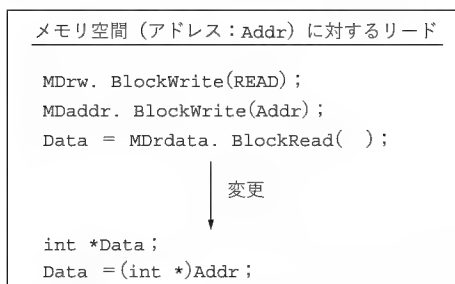 メモリ空間（アドレス：Addr）に対するリード
MDrw. BlockWrite(READ);
MDaddr. BlockWrite(Addr);
Data = MDrdata. BlockRead( );
変更
int *Data;
Data =(int *)Addr;